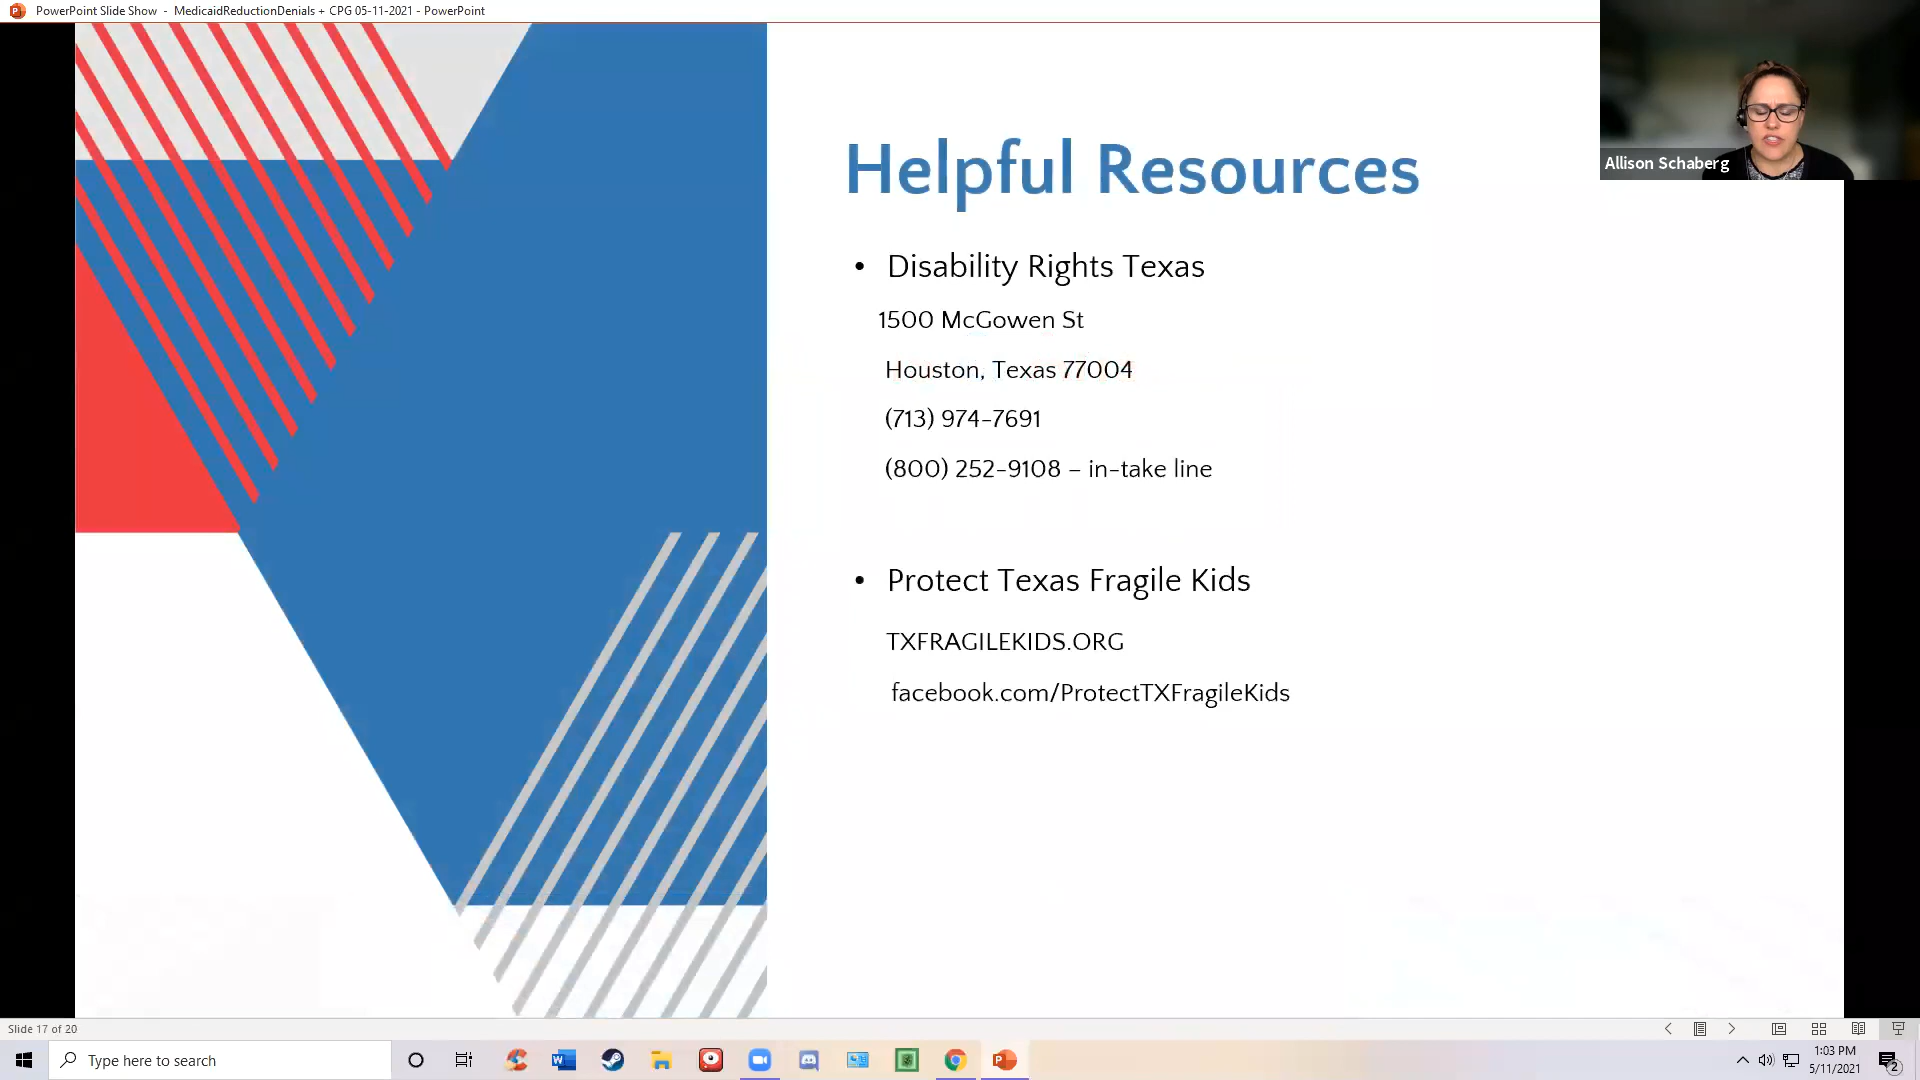 PowerPoint Slide Show - MedicaidReductionDenials + CPG 05-11-2021 - PowerPoint
Allison Schaberg
Helpful Resources
• Disability Rights Texas
1500 McGowen St
Houston, Texas 77004
(713) 974-7691
(800) 252-9108 – in-take line
• Protect Texas Fragile Kids
TXFRAGILEKIDS.ORG
facebook.com/ProtectTXFragileKids
Slide 17 of 20
Type here to search
1:03 PM
5/11/2021
2